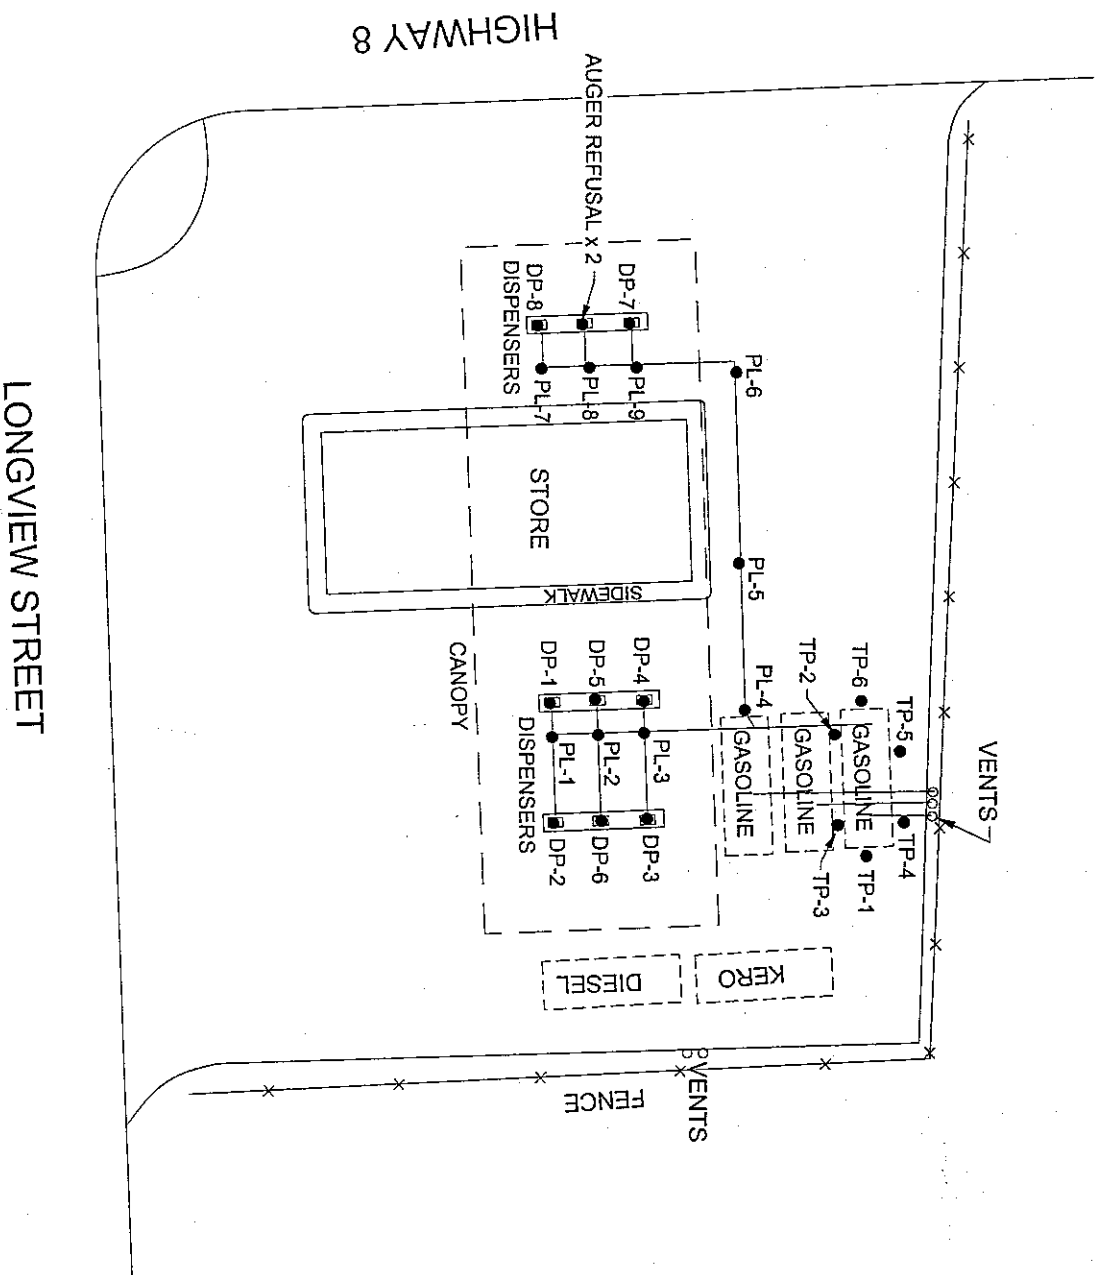 HIGHWAY 8
AUGER REFUSAL x 2
DP-7
DP-8
DISPENSERS
PL-6
PL-9
PL-8
PL-7
STORE
SIDEWALK
PL-5
CANOPY
DP-4
DP-5
DP-1
PL-4
TP-2
TP-6
TP-5
VENTS
GASOLINE
GASOLINE
GASOLINE
PL-3
PL-2
PL-1
DISPENSERS
DP-3
DP-6
DP-2
TP-3
TP-1
TP-4
KERO
DIESEL
VENTS
FENCE
LONGVIEW STREET